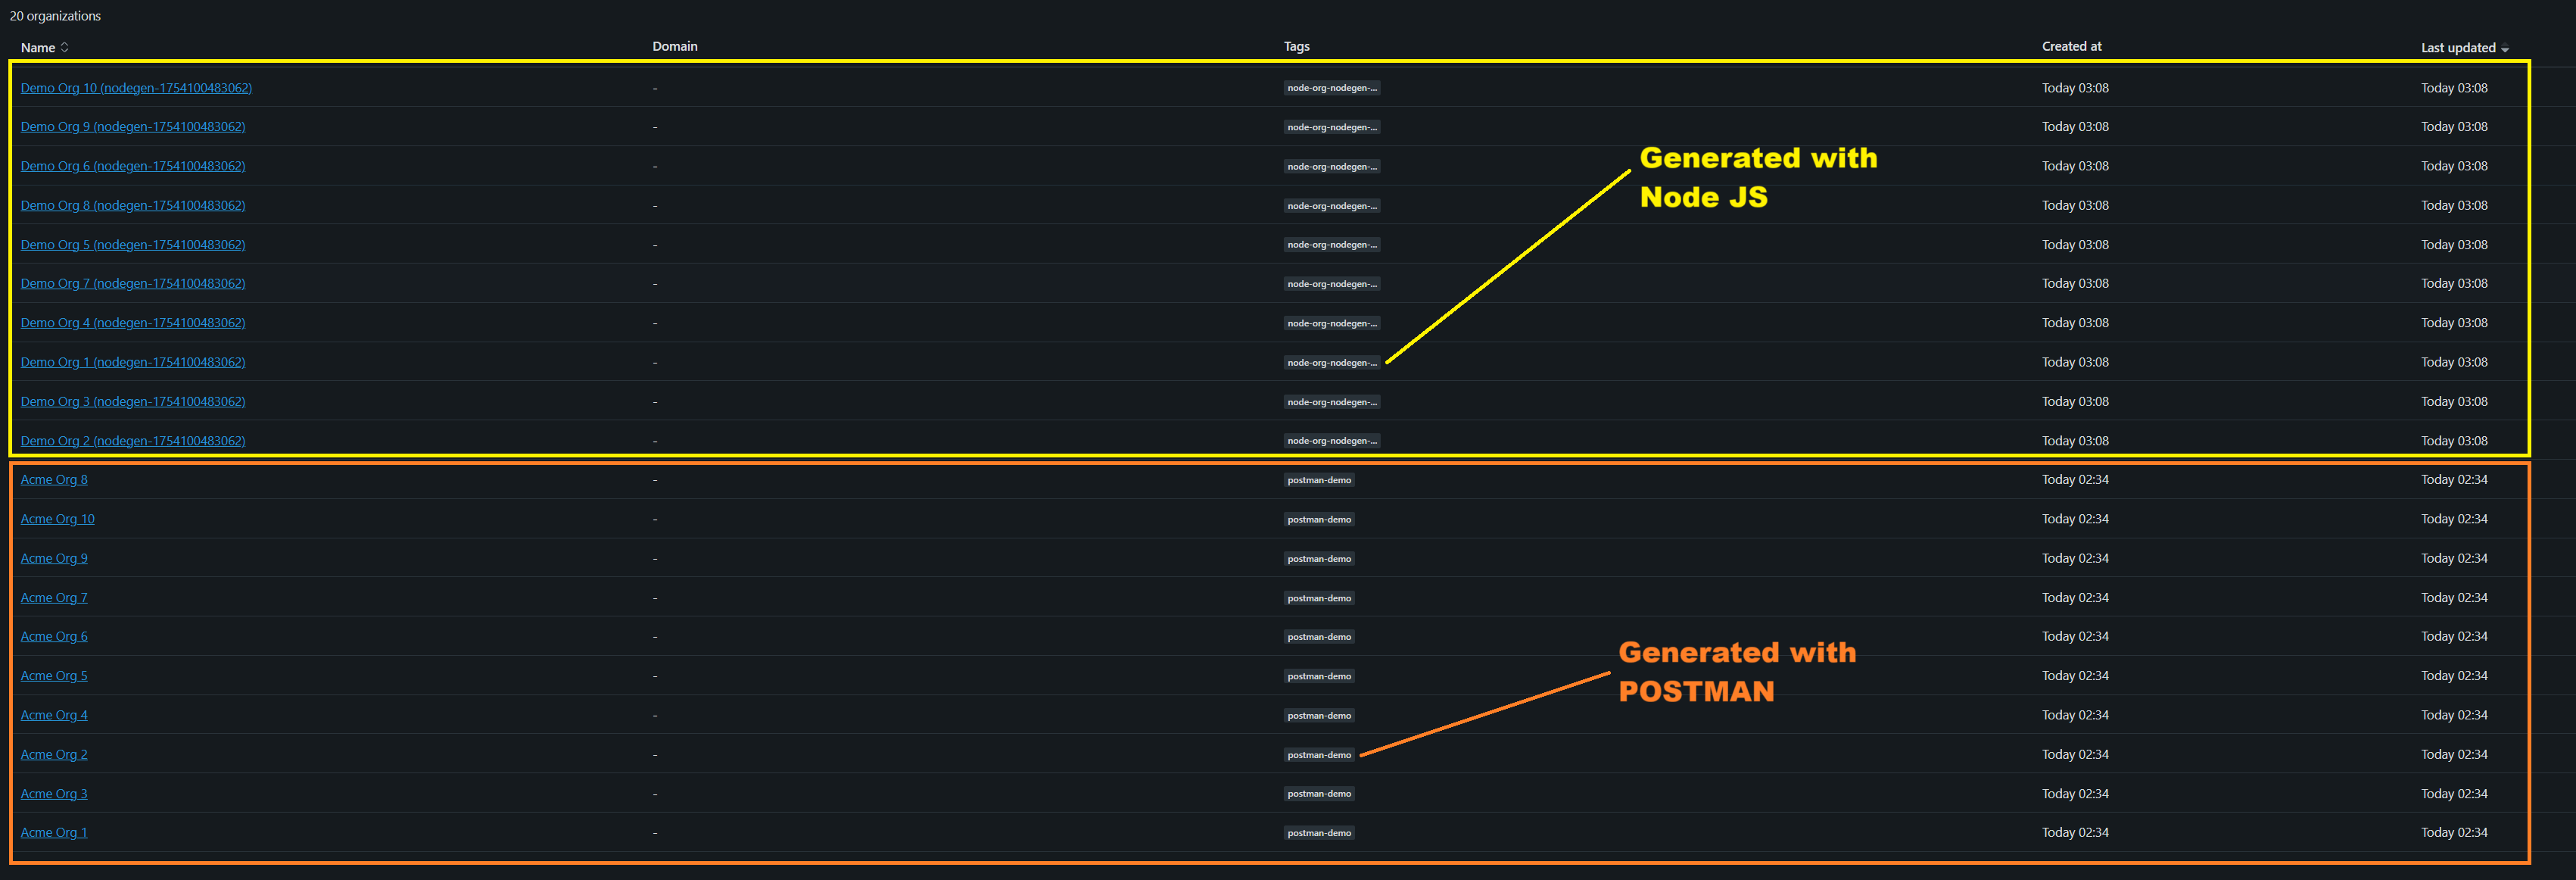 20 organizations
Name Domain Tags Created at Last updated
Demo Org 10 (nodegen-1754100483062) - node-org-nodegen-... Today 03:08 Today 03:08
Demo Org 9 (nodegen-1754100483062) - node-org-nodegen-... Today 03:08 Today 03:08
Demo Org 6 (nodegen-1754100483062) - node-org-nodegen-... Today 03:08 Today 03:08
Generated with
Node JS
Demo Org 8 (nodegen-1754100483062) - node-org-nodegen-... Today 03:08 Today 03:08
Demo Org 5 (nodegen-1754100483062) - node-org-nodegen-... Today 03:08 Today 03:08
Demo Org 7 (nodegen-1754100483062) - node-org-nodegen-... Today 03:08 Today 03:08
Demo Org 4 (nodegen-1754100483062) - node-org-nodegen-... Today 03:08 Today 03:08
Demo Org 1 (nodegen-1754100483062) - node-org-nodegen-... Today 03:08 Today 03:08
Demo Org 3 (nodegen-1754100483062) - node-org-nodegen-... Today 03:08 Today 03:08
Demo Org 2 (nodegen-1754100483062) - node-org-nodegen-... Today 03:08 Today 03:08
Acme Org 8 - postman-demo Today 02:34 Today 02:34
Acme Org 10 - postman-demo Today 02:34 Today 02:34
Acme Org 9 - postman-demo Today 02:34 Today 02:34
Acme Org 7 - postman-demo Today 02:34 Today 02:34
Acme Org 6 - postman-demo Today 02:34 Today 02:34
Generated with
POSTMAN
Acme Org 5 - postman-demo Today 02:34 Today 02:34
Acme Org 4 - postman-demo Today 02:34 Today 02:34
Acme Org 2 - postman-demo Today 02:34 Today 02:34
Acme Org 3 - postman-demo Today 02:34 Today 02:34
Acme Org 1 - postman-demo Today 02:34 Today 02:34